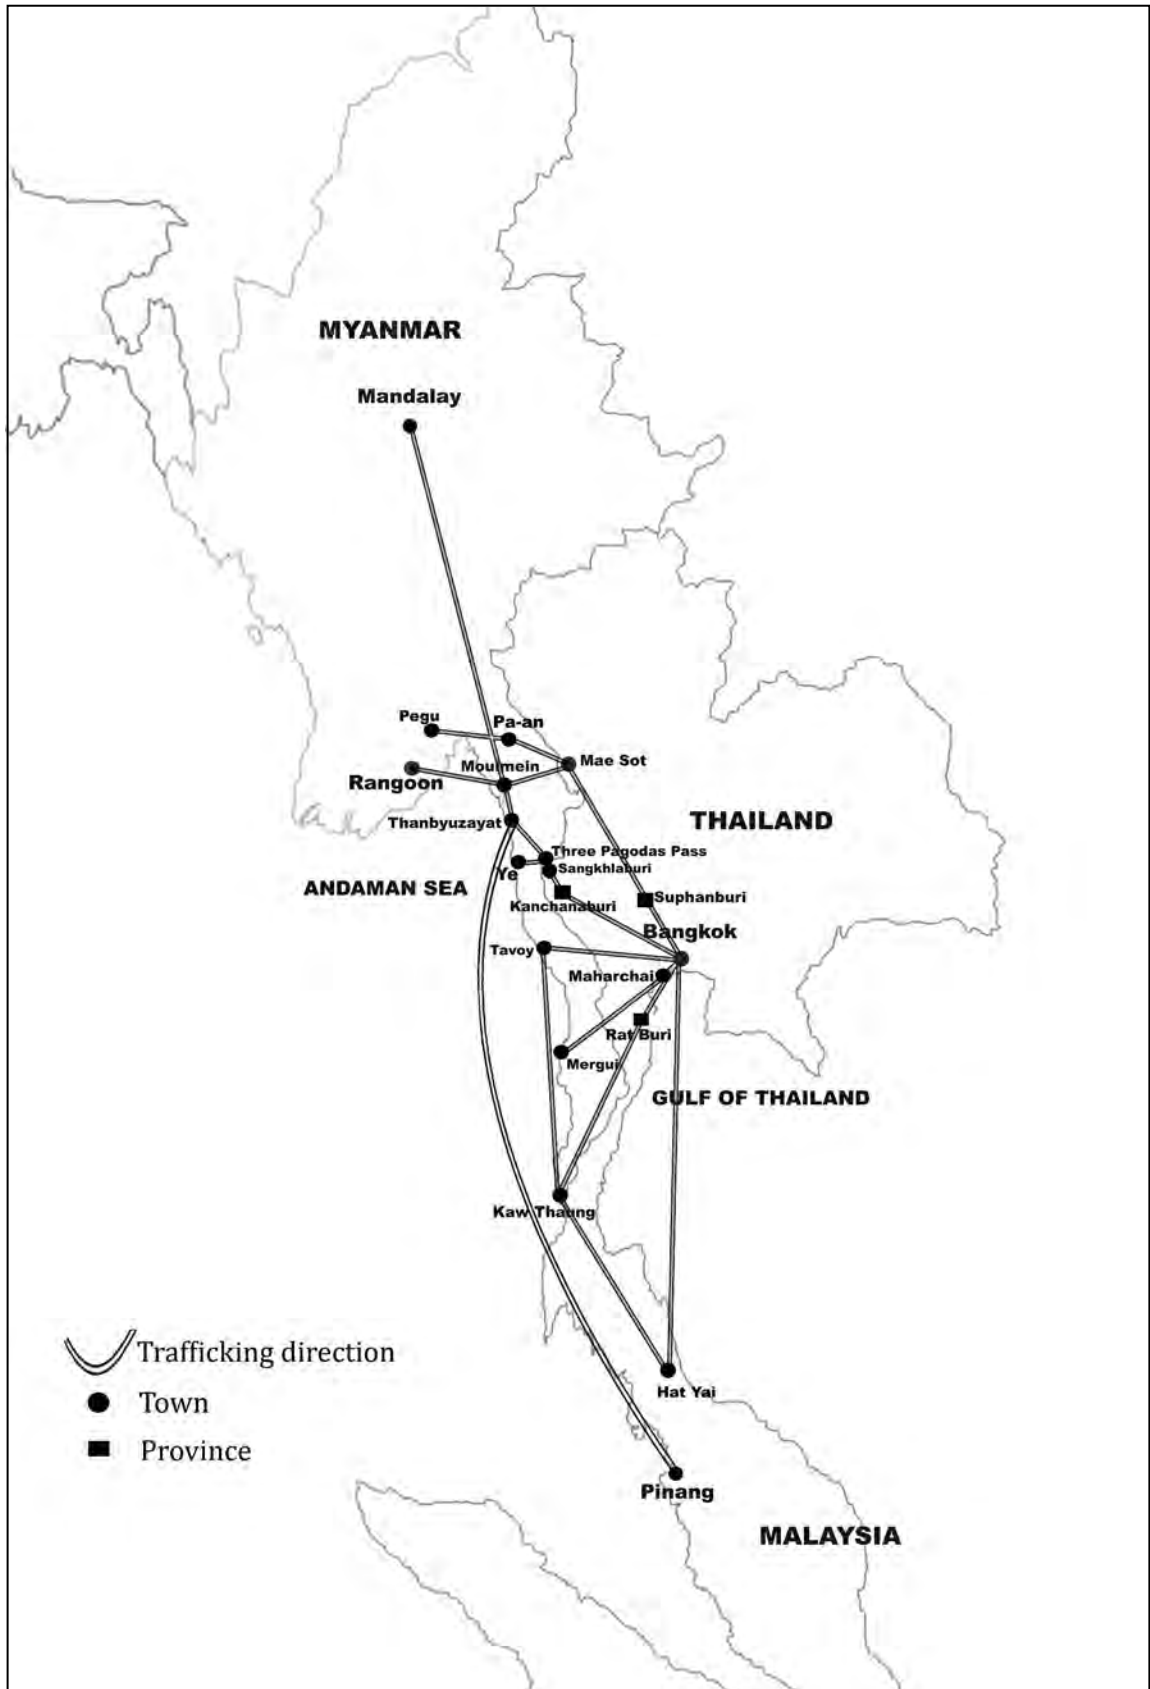 MYANMAR
Mandalay
Pegu
Pa-an
Moulmein
Mae Sot
Rangoon
Thanbyuzayat
THAILAND
Three Pagodas Pass
Sangkhlaburi
Ye
ANDAMAN SEA
Kanchanaburi
Suphanburi
Bangkok
Tavoy
Maharchai
Rat Buri
Mergui
GULF OF THAILAND
Kaw Thaung
Trafficking direction
Hat Yai
Town
Province
Pinang
MALAYSIA